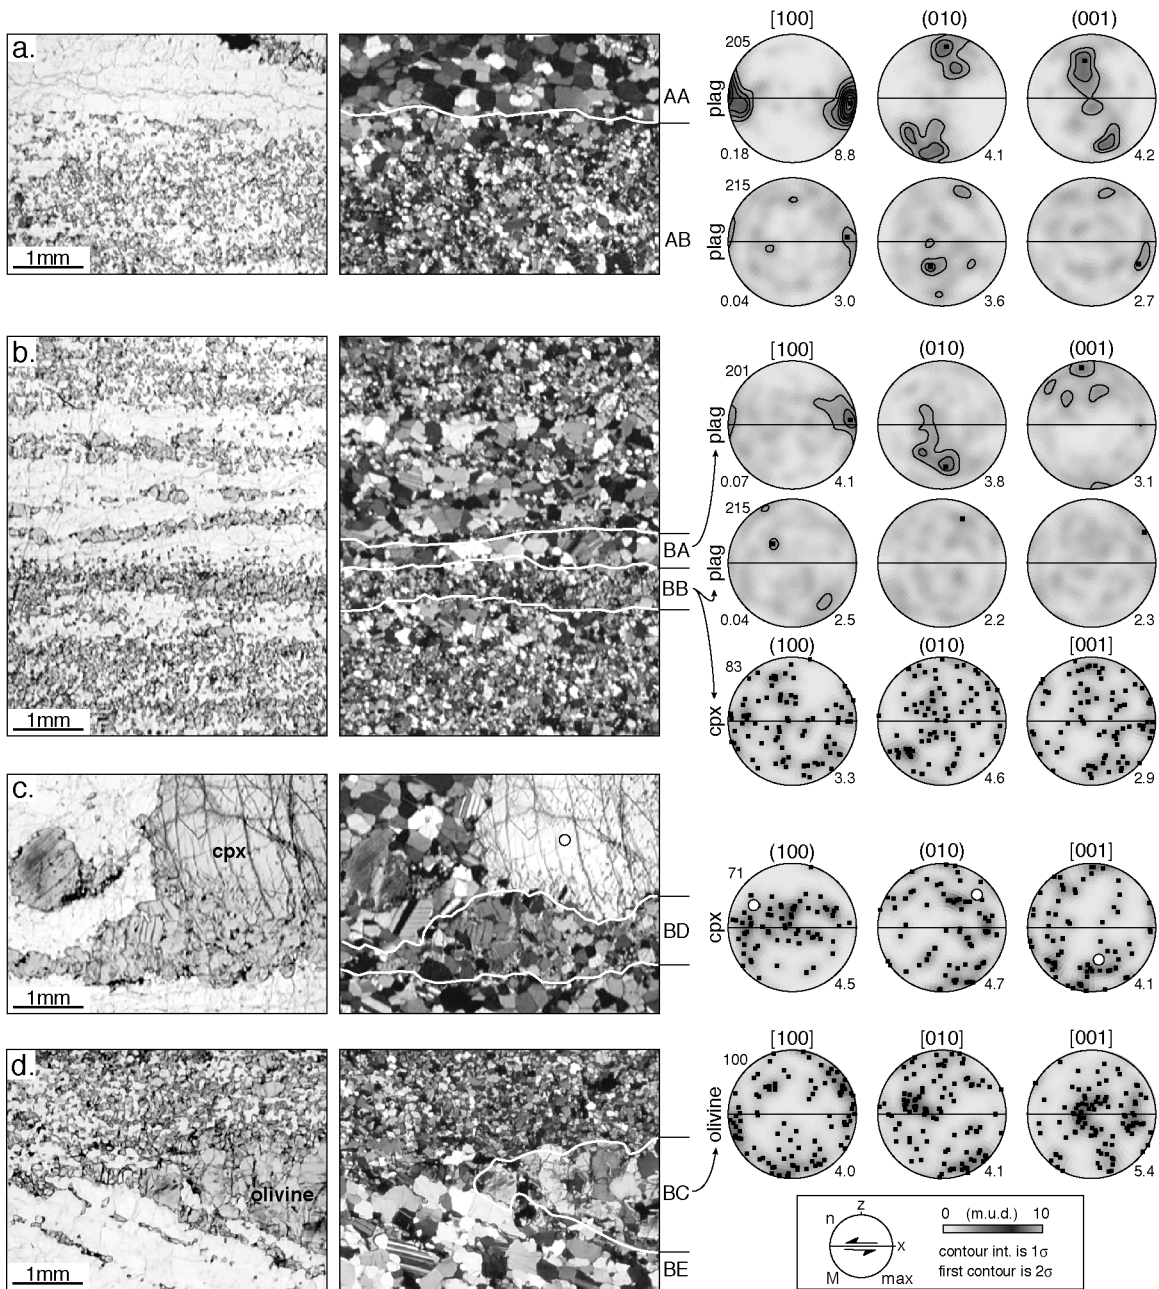 a.
1mm
AA
AB
[100] (010) (001)
205
plag
0.18 8.8 4.1 4.2
215
plag
0.04 3.0 3.6 2.7
b.
1mm
BA
BB
[100] (010) (001)
201
plag
0.07 4.1 3.8 3.1
215
plag
0.04 2.5 2.2 2.3
(100) (010) [001]
83
cpx
3.3 4.6 2.9
c.
cpx
1mm
BD
(100) (010) [001]
71
cpx
4.5 4.7 4.1
d.
olivine
1mm
BC
BE
[100] [010] [001]
100
olivine
4.0 4.1 5.4
n z x M max
0 (m.u.d.) 10
contour int. is 1σ
first contour is 2σ